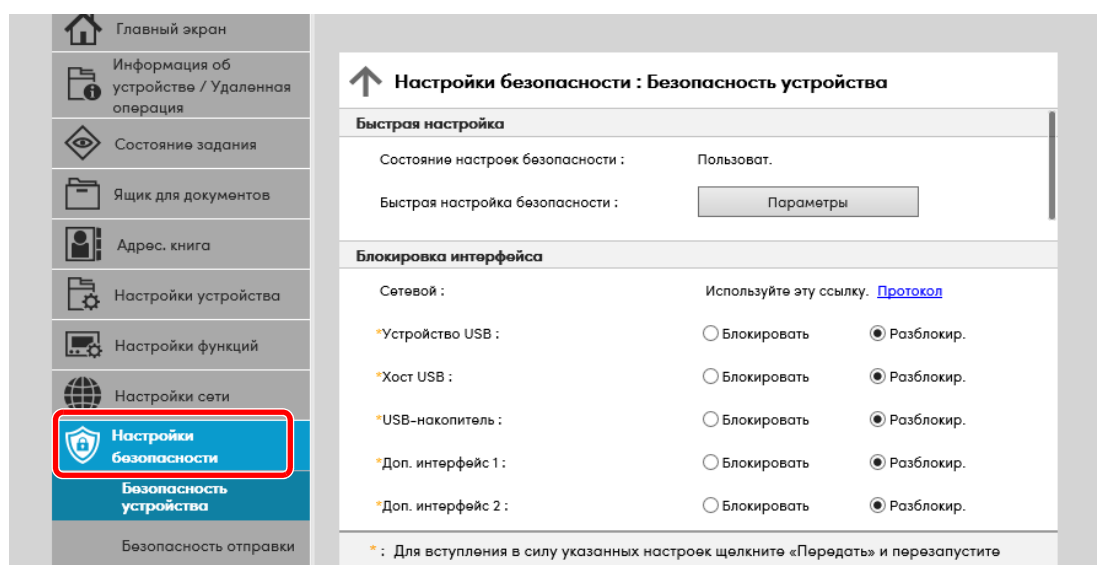 Главный экран
Информация об
устройстве / Удаленная
операция
Состояние задания
Ящик для документов
Адрес. книга
Настройки устройства
Настройки функций
Настройки сети
Настройки
безопасности
Безопасность
устройства
Безопасность отправки
Настройки безопасности : Безопасность устройства
Быстрая настройка
Состояние настроек безопасности : Пользоват.
Быстрая настройка безопасности : Параметры
Блокировка интерфейса
Сетевой : Используйте эту ссылку. Протокол
*Устройство USB : Блокировать Разблокир.
*Хост USB : Блокировать Разблокир.
*USB-накопитель : Блокировать Разблокир.
*Доп. интерфейс 1 : Блокировать Разблокир.
*Доп. интерфейс 2 : Блокировать Разблокир.
* : Для вступления в силу указанных настроек щелкните «Передать» и перезапустите